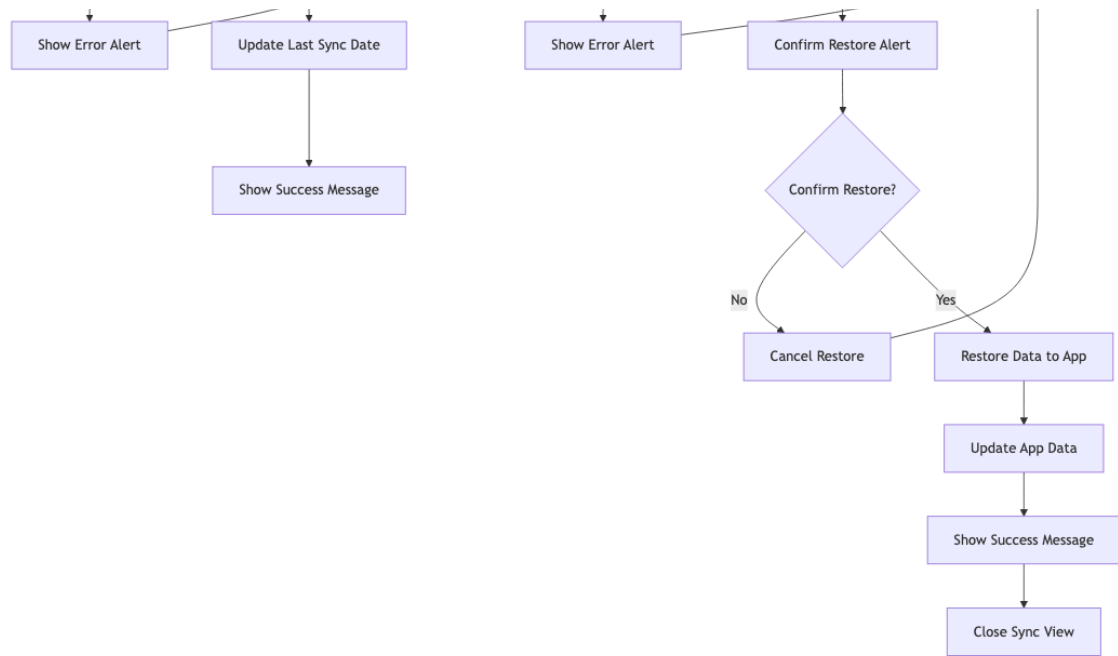 Show Error Alert
Update Last Sync Date
Show Error Alert
Confirm Restore Alert
Show Success Message
Confirm Restore?
No
Yes
Cancel Restore
Restore Data to App
Update App Data
Show Success Message
Close Sync View